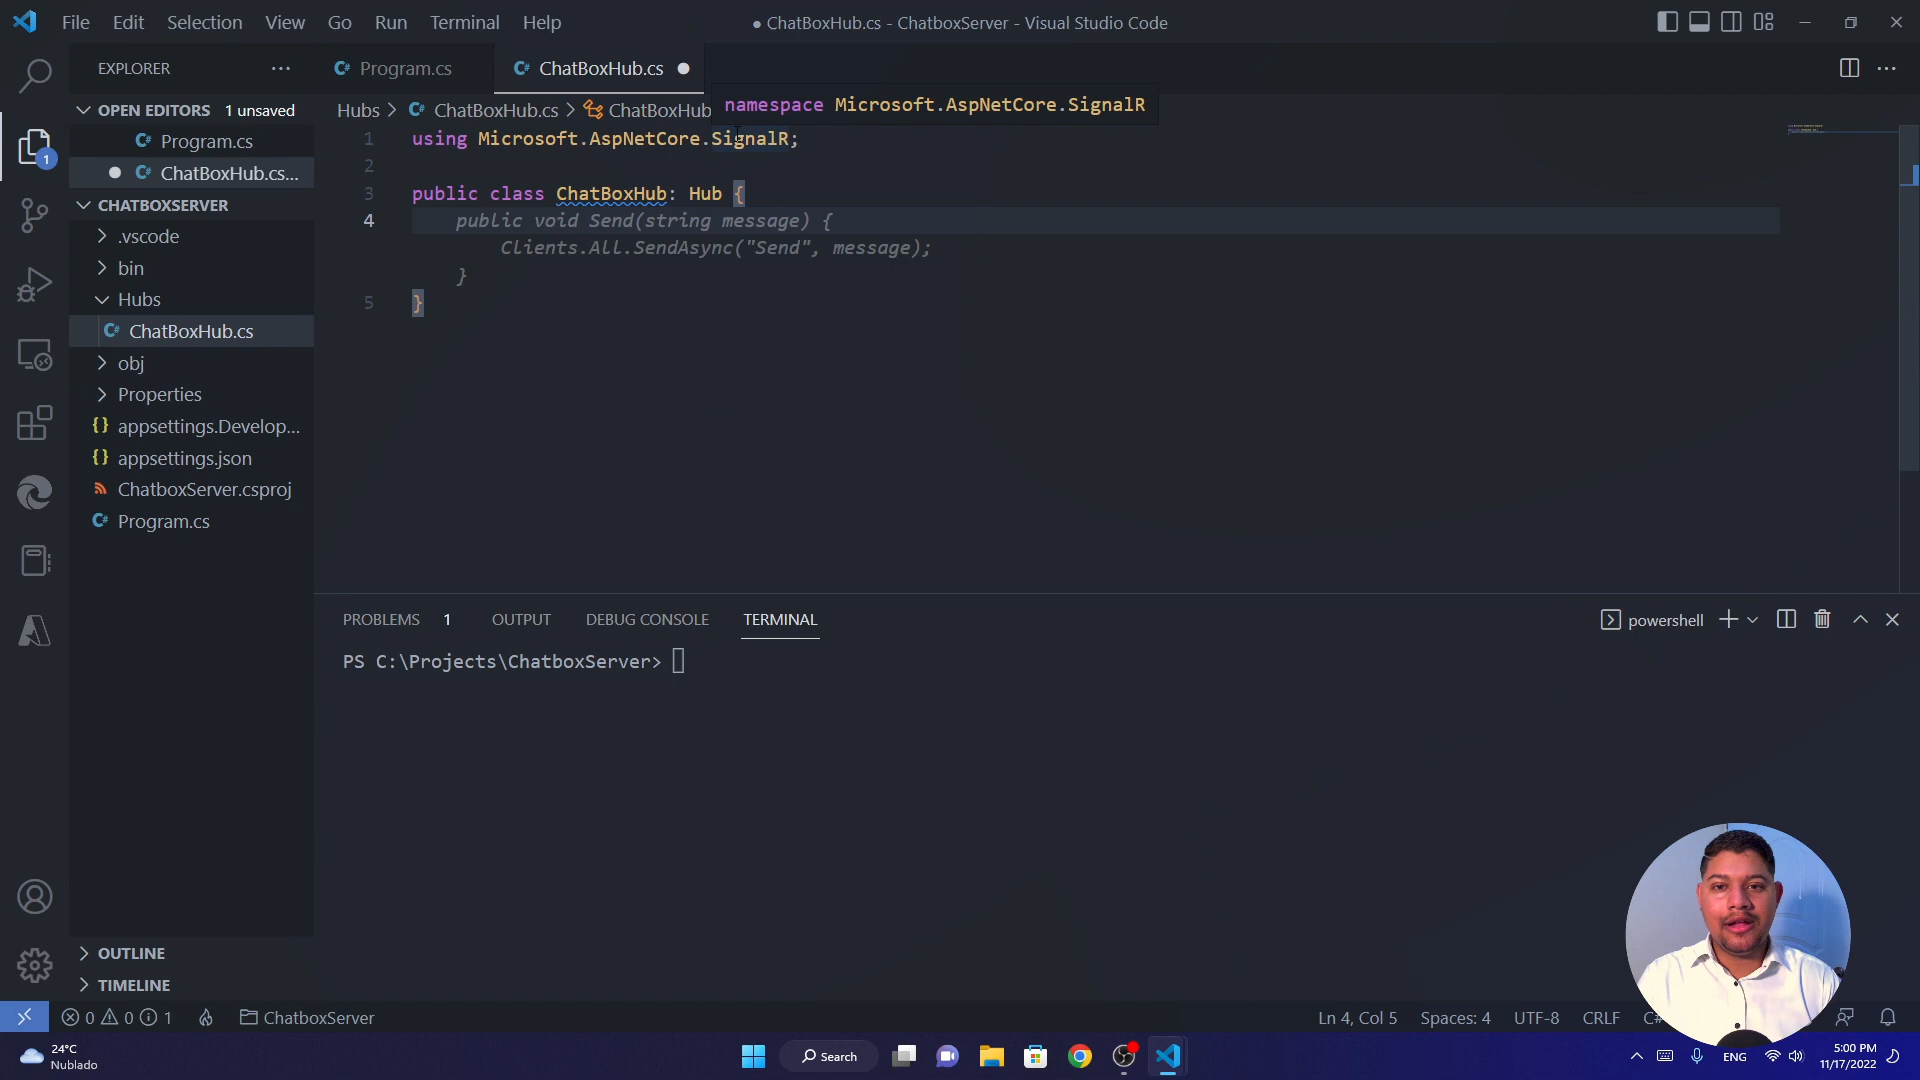 File Edit Selection View Go Run Terminal Help
● ChatBoxHub.cs - ChatboxServer - Visual Studio Code
EXPLORER
Program.cs
ChatBoxHub.cs
OPEN EDITORS 1 unsaved
Program.cs
ChatBoxHub.cs...
CHATBOXSERVER
.vscode
bin
Hubs
ChatBoxHub.cs
obj
Properties
appsettings.Develop...
appsettings.json
ChatboxServer.csproj
Program.cs
OUTLINE
TIMELINE
Hubs > ChatBoxHub.cs > ChatBoxHub
namespace Microsoft.AspNetCore.SignalR
1 using Microsoft.AspNetCore.SignalR;
2
3 public class ChatBoxHub: Hub {
4 public void Send(string message) {
Clients.All.SendAsync("Send", message);
}
5 }
PROBLEMS 1 OUTPUT DEBUG CONSOLE TERMINAL
powershell
PS C:\Projects\ChatboxServer>
1
0 0 1 ChatboxServer
Ln 4, Col 5 Spaces: 4 UTF-8 CRLF C#
24°C
Nublado
Search
ENG
5:00 PM
11/17/2022